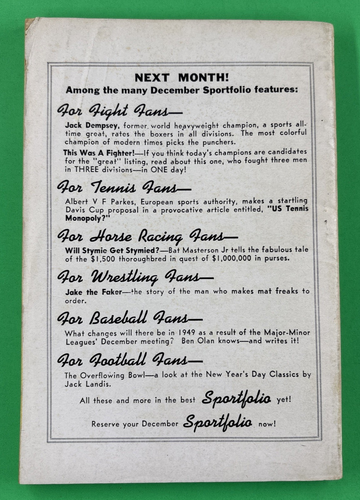 NEXT MONTH!
Among the many December Sportfolio features:
For Fight Fans—
Jack Dempsey, former world heavyweight champion, a sports all-
time great, rates the boxers in all divisions. The most colorful
champion of modern times picks the punchers.
This Was A Fighter!—If you think today's champions are candidates
for the "great" listing, read about this one, who fought three men
in THREE divisions—in ONE day!
For Tennis Fans—
Albert V F Parkes, European sports authority, makes a startling
Davis Cup proposal in a provocative article entitled, "US Tennis
Monopoly?"
For Horse Racing Fans—
Will Stymie Get Stymied?—Bat Masterson Jr tells the fabulous tale
of the $1,500 thoroughbred in quest of $1,000,000 in purses.
For Wrestling Fans—
Jake the Faker—the story of the man who makes mat freaks to
order.
For Baseball Fans—
What changes will there be in 1949 as a result of the Major-Minor
Leagues' December meeting? Ben Olan knows—and writes it!
For Football Fans—
The Overflowing Bowl—a look at the New Year's Day Classics by
Jack Landis.
All these and more in the best Sportfolio yet!
Reserve your December Sportfolio now!